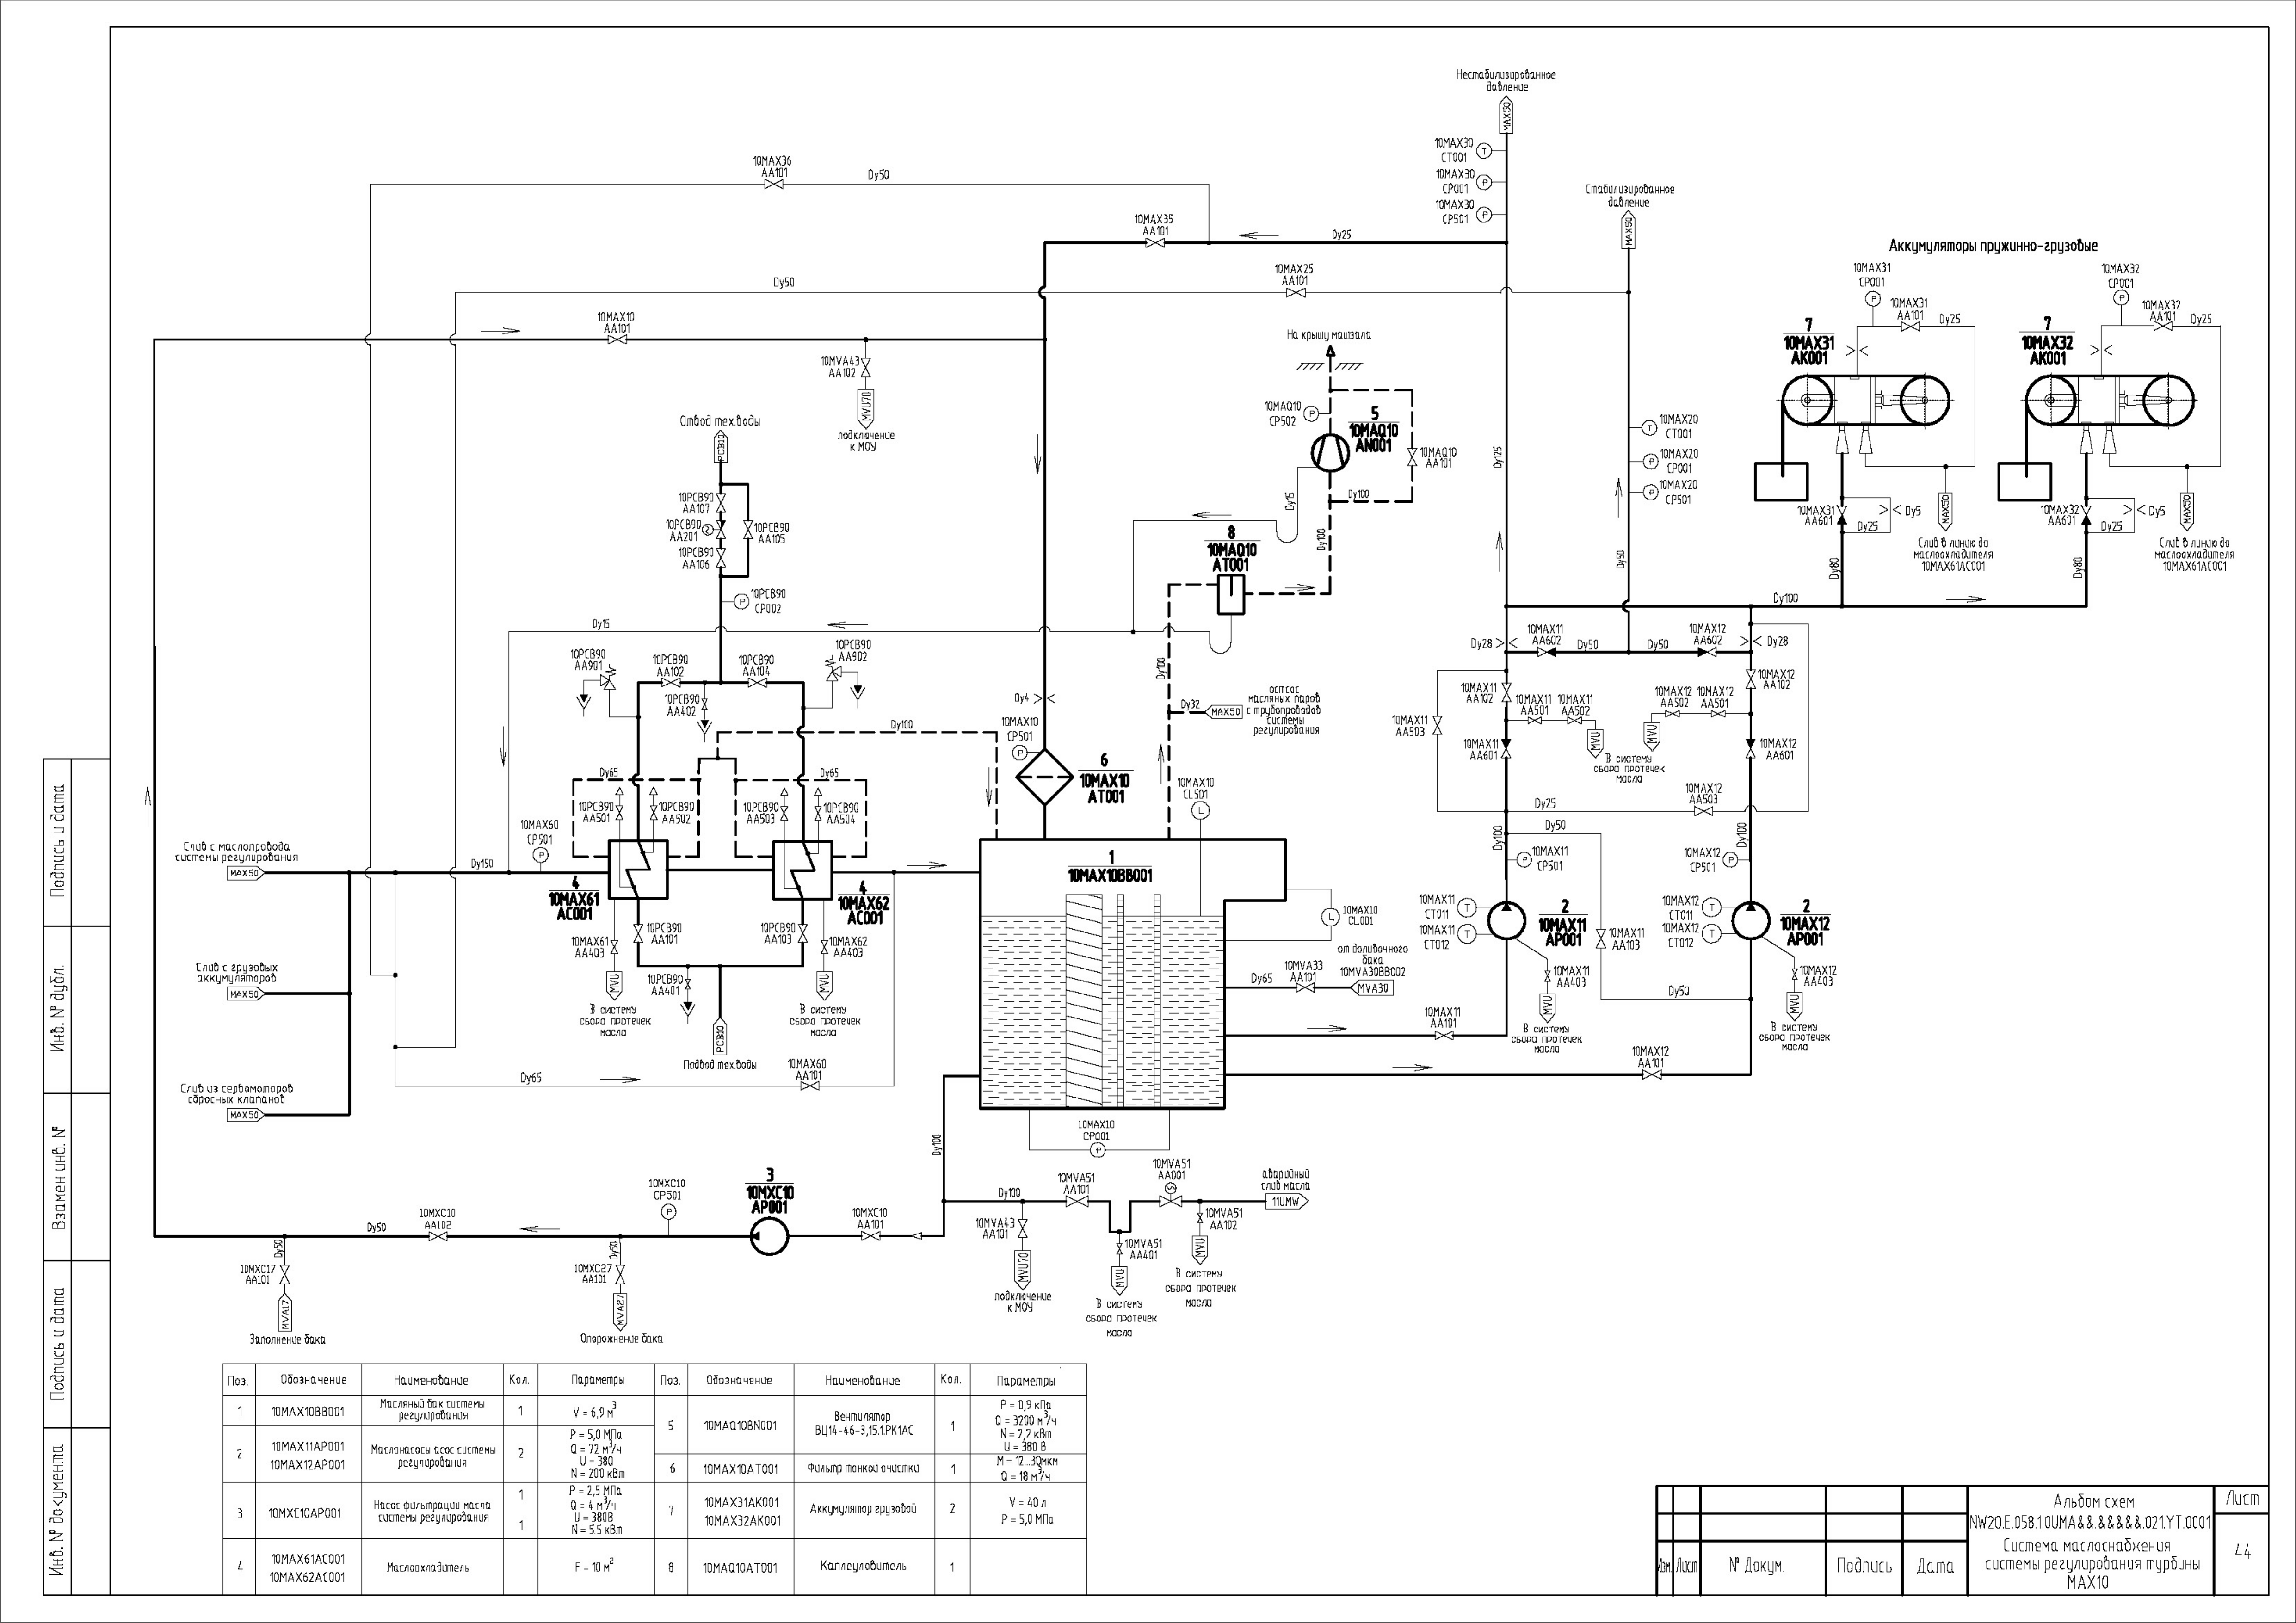 Нестабилизированное
давление
MAX50
10MAX30
CT001
T
10MAX30
CP001
P
10MAX30
CP501
P
10MAX36
AA101
Dy50
Стабилизированное
давление
MAX50
10MAX35
AA101
Dy25
Аккумуляторы пружинно-грузовые
10MAX31
CP001
P
10MAX31
AA101
Dy25
10MAX32
CP001
P
10MAX32
AA101
Dy25
10MAX25
AA101
Dy50
10MAX10
AA101
7
10MAX31
AK001
7
10MAX32
AK001
На крышу машзала
10MVA43
AA102
MVU70
подключение
к МОУ
10MAQ10
CP502
P
5
10MAQ10
AN001
10MAQ10
AA101
Dy100
Dy15
Dy100
Dy125
10MAX20
CT001
T
10MAX20
CP001
P
10MAX20
CP501
P
Отвод тех.воды
PCB10
10PCB90
AA107
10PCB90
AA201
2
10PCB90
AA105
10PCB90
AA106
10PCB90
CP002
P
8
10MAQ10
AT001
10MAX31
AA601
Dy25
Dy5
MAX50
Слив в линию до
маслоохладителя
10MAX61AC001
10MAX32
AA601
Dy25
Dy5
MAX50
Слив в линию до
маслоохладителя
10MAX61AC001
Dy50
Dy80
Dy80
Dy100
Dy15
10PCB90
AA901
10PCB90
AA102
10PCB90
AA104
10PCB90
AA902
10PCB90
AA402
Dy28
10MAX11
AA602
Dy50
Dy50
10MAX12
AA602
Dy28
Dy100
Dy32
MAX50
отсос
масляных паров
с трубопроводов
системы
регулирования
Dy4
10MAX10
CP501
P
6
10MAX10
AT001
Dy100
10MAX11
AA102
10MAX11
AA501
10MAX11
AA502
10MAX11
AA503
10MAX11
AA601
MVU
В систему
сбора протечек
масла
10MAX12
AA502
10MAX12
AA501
MVU
10MAX12
AA102
10MAX12
AA601
10MAX12
AA503
Dy25
Dy50
Dy100
Dy100
Dy65
Dy65
10PCB90
AA501
10PCB90
AA502
10PCB90
AA503
10PCB90
AA504
10MAX10
CL501
L
10MAX60
CP501
P
Слив с маслопровода
системы регулирования
MAX50
Dy150
4
10MAX61
AC001
4
10MAX62
AC001
1
10MAX10BB001
10MAX10
CL001
L
10MAX11
CP501
P
10MAX12
CP501
P
10MAX11
CT011
T
10MAX11
CT012
T
2
10MAX11
AP001
10MAX11
AA103
10MAX12
CT011
T
10MAX12
CT012
T
2
10MAX12
AP001
10MAX61
AA403
10PCB90
AA101
10PCB90
AA103
10MAX62
AA403
10PCB90
AA401
MVU
В систему
сбора протечек
масла
MVU
В систему
сбора протечек
масла
PCB10
Подвод тех.воды
Слив с грузовых
аккумуляторов
MAX50
от доливочного
бака
10MVA30BB002
10MVA33
AA101
Dy65
MVA30
10MAX11
AA403
MVU
В систему
сбора протечек
масла
Dy50
10MAX12
AA403
MVU
В систему
сбора протечек
масла
10MAX11
AA101
10MAX12
AA101
Слив из сервомоторов
сбросных клапанов
MAX50
Dy65
10MAX60
AA101
10MAX10
CP001
P
Dy100
3
10MXC10
AP001
10MXC10
CP501
P
10MXC10
AA102
Dy50
10MXC10
AA101
Dy50
10MXC17
AA101
MVA17
Заполнение бака
Dy50
10MXC27
AA101
MVA27
Опорожнение бака
Dy100
10MVA51
AA101
10MVA51
AA001
аварийный
слив масла
11UMW
10MVA43
AA101
MVU70
подключение
к МОУ
10MVA51
AA401
MVU
В систему
сбора протечек
масла
10MVA51
AA102
MVU
В систему
сбора протечек
масла
Поз. Обозначение Наименование Кол. Параметры Поз. Обозначение Наименование Кол. Параметры
1 10MAX10BB001 Масляный бак системы регулирования 1 V = 6,9 м³
2 10MAX11AP001 10MAX12AP001 Маслонасосы асос системы регулирования 2 P = 5,0 МПа Q = 72 м³/ч U = 380 N = 200 кВт
3 10MXC10AP001 Насос фильтрации масла системы регулирования 1 1 P = 2,5 МПа Q = 4 м³/ч U = 380В N = 5.5 кВт
4 10MAX61AC001 10MAX62AC001 Маслоохладитель F = 10 м²
5 10MAQ10BN001 Вентилятор ВЦ14-46-3,15.1.РК1АС 1 P = 0,9 кПа Q = 3200 м³/ч N = 2,2 кВт U = 380 В
6 10MAX10AT001 Фильтр тонкой очистки 1 M = 12...30мкм Q = 18 м³/ч
7 10MAX31AK001 10MAX32AK001 Аккумулятор грузовой 2 V = 40 л P = 5,0 МПа
8 10MAQ10AT001 Каплеуловитель 1
Подпись и дата
Инв. № дубл.
Взамен инв. №
Подпись и дата
Инв. № документа
Изм. Лист № Докум. Подпись Дата
Альбом схем
NW2O.E.058.1.0UMA&&.&&&&&.021.YT.0001
Система маслоснабжения
системы регулирования турбины
MAX10
Лист
44